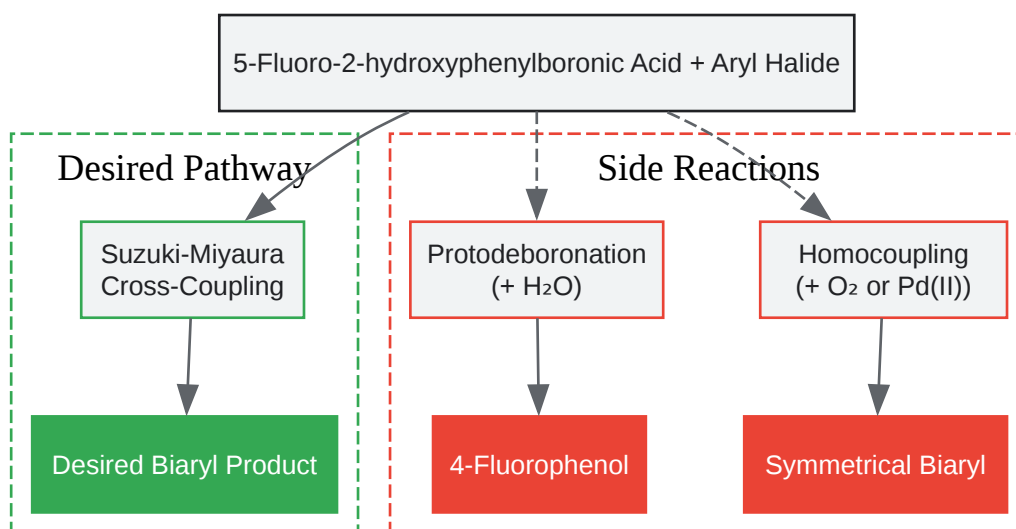 5-Fluoro-2-hydroxyphenylboronic Acid + Aryl Halide
Desired Pathway
Side Reactions
Suzuki-Miyaura
Cross-Coupling
Protodeboronation
(+ H₂O)
Homocoupling
(+ O₂ or Pd(II))
Desired Biaryl Product
4-Fluorophenol
Symmetrical Biaryl